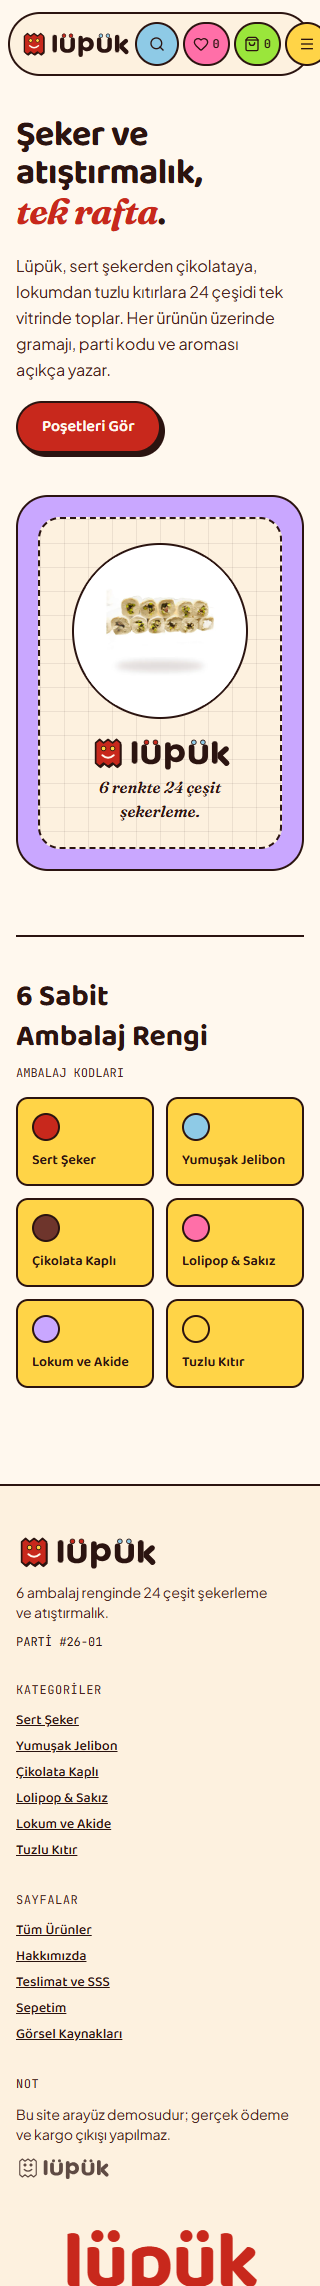 lüpük
0
0
Şeker ve
atıştırmalık,
tek rafta.
Lüpük, sert şekerden çikolataya,
lokumdan tuzlu kıtırlara 24 çeşidi tek
vitrinde toplar. Her ürünün üzerinde
gramajı, parti kodu ve aroması
açıkça yazar.
Poşetleri Gör
lüpük
6 renkte 24 çeşit
şekerleme.
6 Sabit
Ambalaj Rengi
AMBALAJ KODLARI
Sert Şeker
Yumuşak Jelibon
Çikolata Kaplı
Lolipop & Sakız
Lokum ve Akide
Tuzlu Kıtır
lüpük
6 ambalaj renginde 24 çeşit şekerleme
ve atıştırmalık.
PARTİ #26-01
KATEGORİLER
Sert Şeker
Yumuşak Jelibon
Çikolata Kaplı
Lolipop & Sakız
Lokum ve Akide
Tuzlu Kıtır
SAYFALAR
Tüm Ürünler
Hakkımızda
Teslimat ve SSS
Sepetim
Görsel Kaynakları
NOT
Bu site arayüz demosudur; gerçek ödeme
ve kargo çıkışı yapılmaz.
lüpük
lüpük